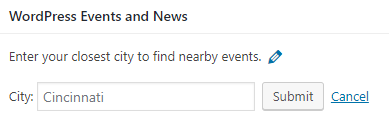 WordPress Events and News
Enter your closest city to find nearby events.
City: Cincinnati Submit Cancel